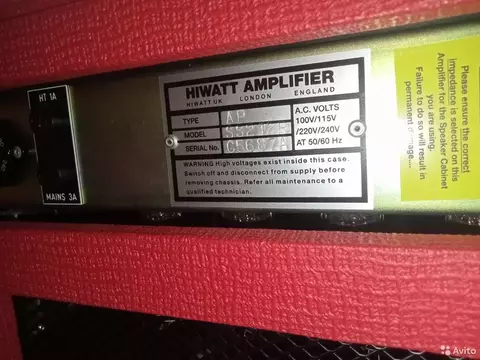 HT 1A
MAINS 3A
HIWATT AMPLIFIER
HIWATT UK LONDON ENGLAND
TYPE AP
MODEL
SERIAL No.
A.C. VOLTS
100V/115V
/220V/240V
AT 50/60 Hz
WARNING High voltages exist inside this case.
Switch off and disconnect from supply before
removing chassis. Refer all maintenance to a
qualified technician.
Please ensure the correct
impedance is selected on this
Amplifier for the Speaker Cabinet
you are using.
Failure to do so will result in
permanent damage....
Avito